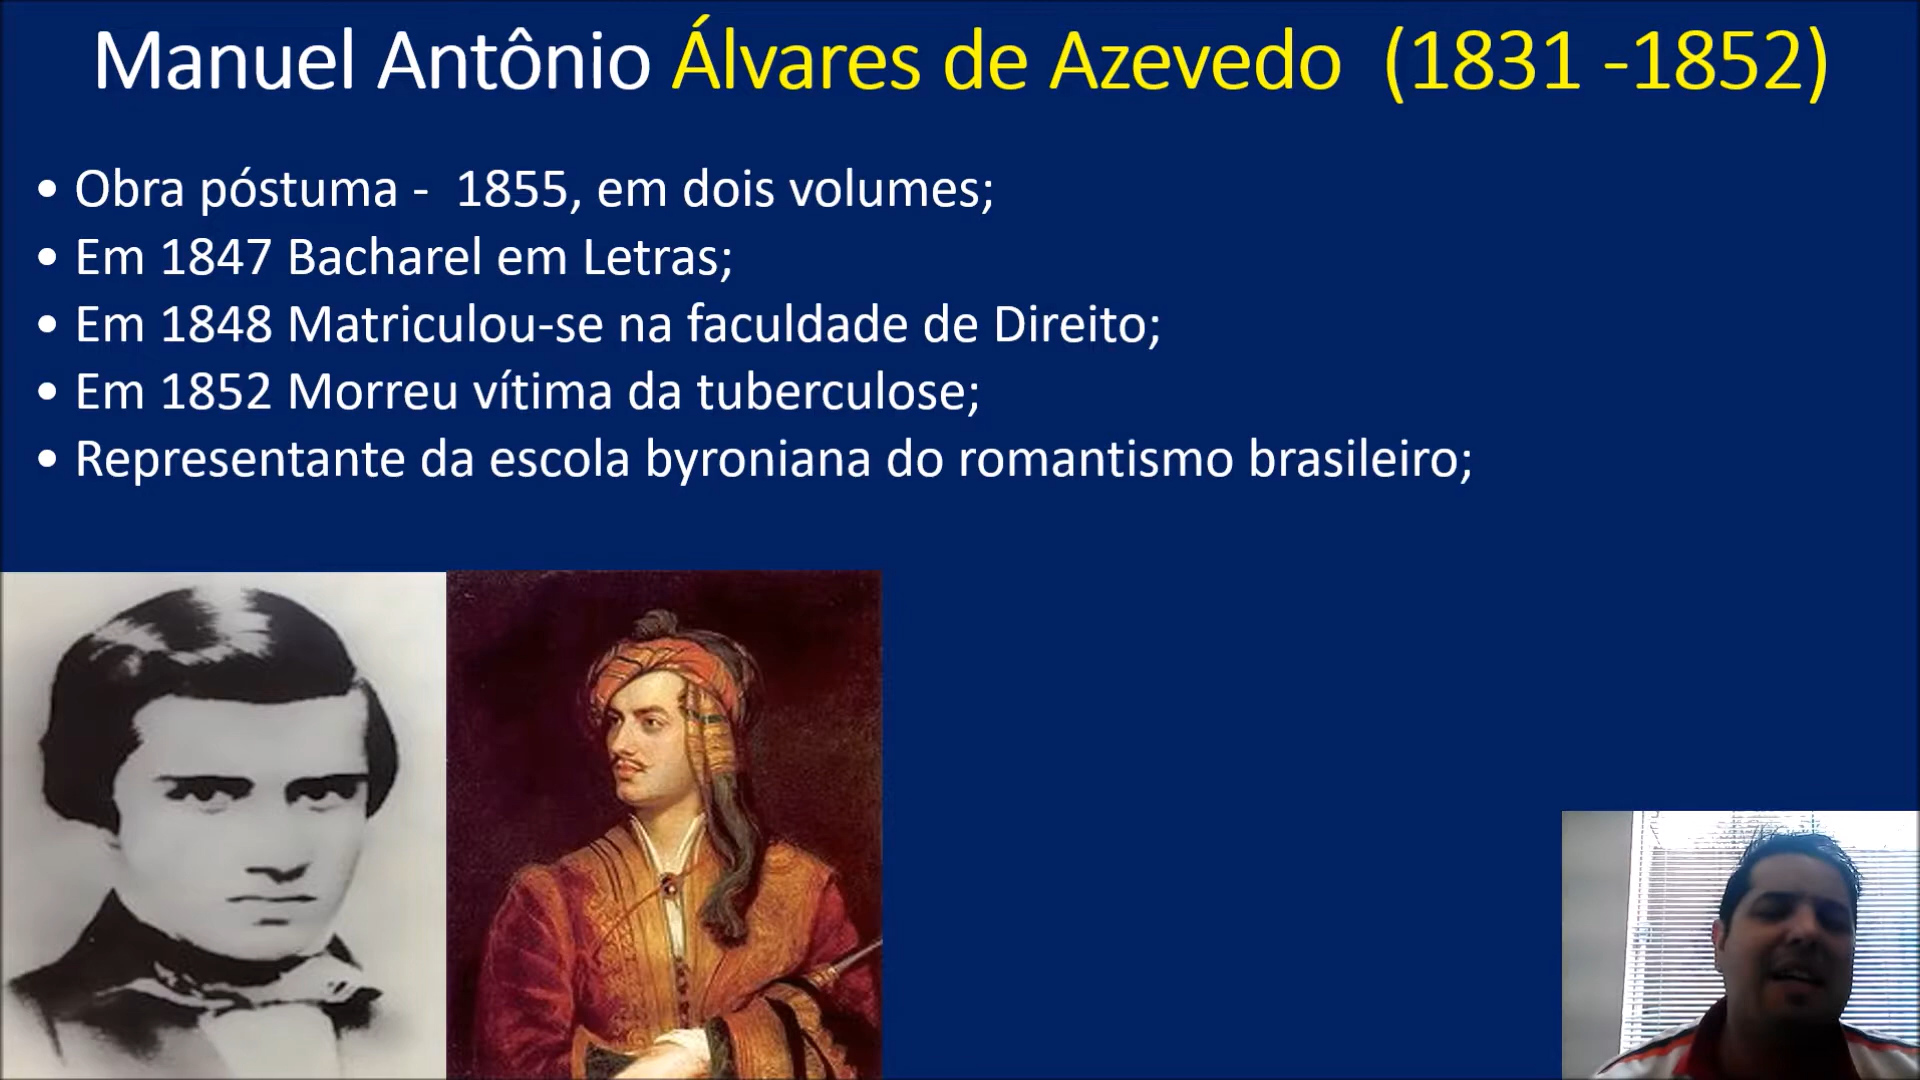 Manuel Antônio Álvares de Azevedo (1831 -1852)
• Obra póstuma - 1855, em dois volumes;
• Em 1847 Bacharel em Letras;
• Em 1848 Matriculou-se na faculdade de Direito;
• Em 1852 Morreu vítima da tuberculose;
• Representante da escola byroniana do romantismo brasileiro;